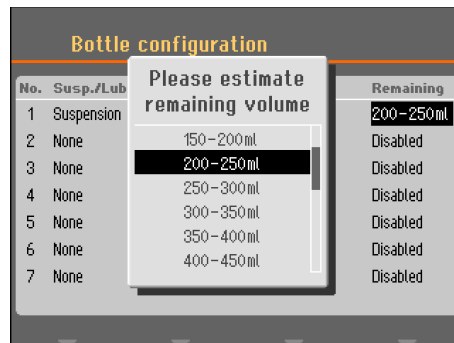 Bottle configuration
Please estimate
remaining volume
No. Susp./Lub Remaining
1 Suspension 200-250ml
2 None Disabled
3 None Disabled
4 None Disabled
5 None Disabled
6 None Disabled
7 None Disabled
150-200ml
200-250ml
250-300ml
300-350ml
350-400ml
400-450ml